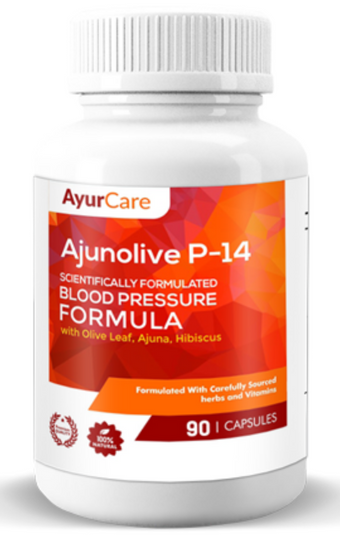 AyurCare
Ajunolive P-14
SCIENTIFICALLY FORMULATED
BLOOD PRESSURE
FORMULA
with Olive Leaf, Ajuna, Hibiscus
Formulated With Carefully Sourced
herbs and Vitamins
100%
NATURAL
90 | CAPSULES